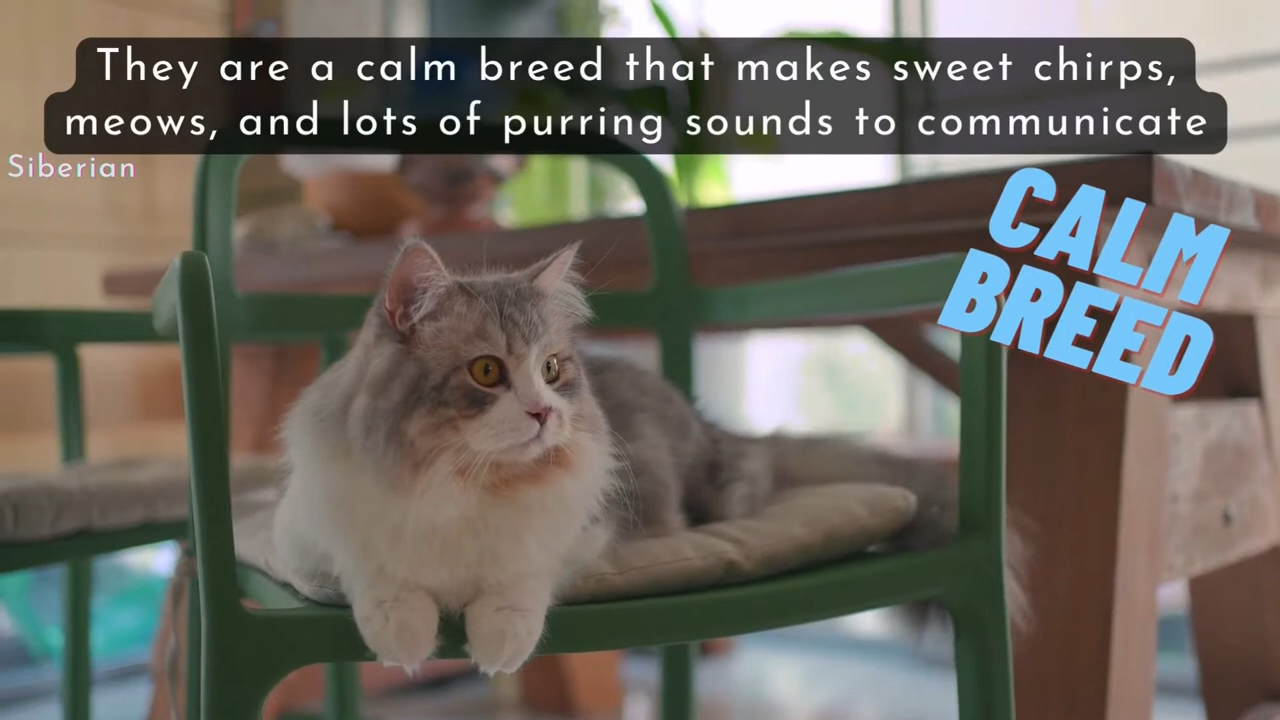 They are a calm breed that makes sweet chirps,
meows, and lots of purring sounds to communicate
Siberian
CALM
BREED